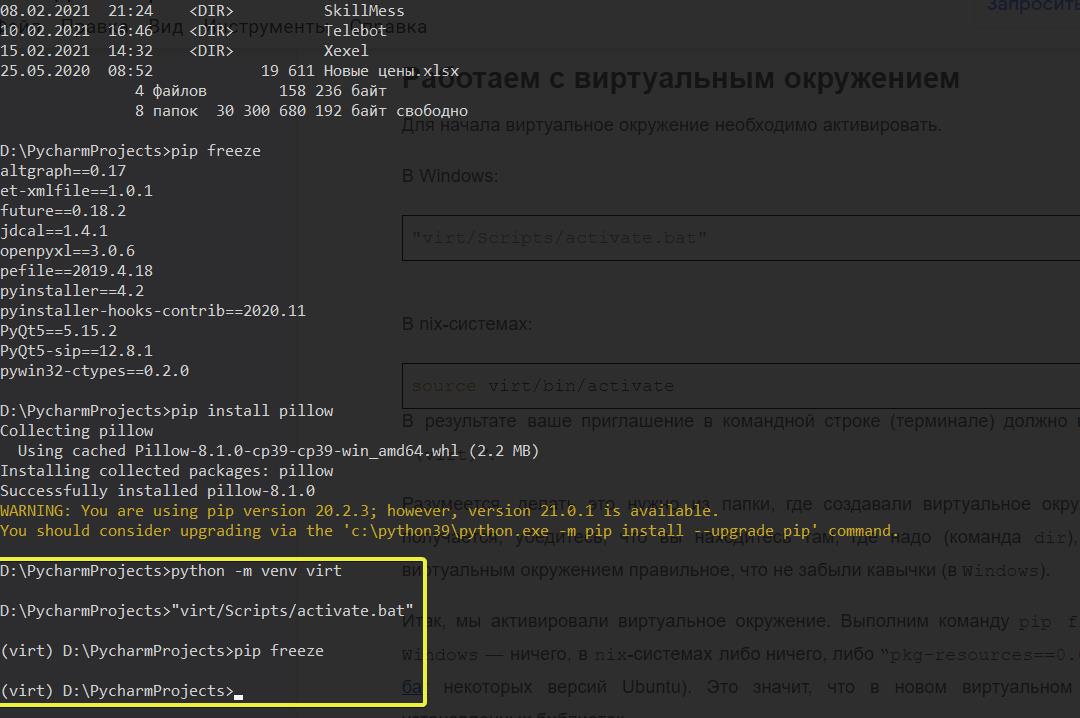 08.02.2021  21:24    <DIR>          SkillMess
10.02.2021  16:46    <DIR>          Telebot
15.02.2021  14:32    <DIR>          Xexel
25.05.2020  08:52            19 611 Новые цены.xlsx
4 файлов        158 236 байт
8 папок  30 300 680 192 байт свободно
D:\PycharmProjects>pip freeze
altgraph==0.17
et-xmlfile==1.0.1
future==0.18.2
jdcal==1.4.1
openpyxl==3.0.6
pefile==2019.4.18
pyinstaller==4.2
pyinstaller-hooks-contrib==2020.11
PyQt5==5.15.2
PyQt5-sip==12.8.1
pywin32-ctypes==0.2.0
D:\PycharmProjects>pip install pillow
Collecting pillow
  Using cached Pillow-8.1.0-cp39-cp39-win_amd64.whl (2.2 MB)
Installing collected packages: pillow
Successfully installed pillow-8.1.0
WARNING: You are using pip version 20.2.3; however, version 21.0.1 is available.
You should consider upgrading via the 'c:\python39\python.exe -m pip install --upgrade pip' command.
D:\PycharmProjects>python -m venv virt
D:\PycharmProjects>"virt/Scripts/activate.bat"
(virt) D:\PycharmProjects>pip freeze
(virt) D:\PycharmProjects>
Запросить
Правка Вид Инструменты Справка
Работаем с виртуальным окружением
Для начала виртуальное окружение необходимо активировать.
В Windows:
"virt/Scripts/activate.bat"
В nix-системах:
source virt/bin/activate
В результате ваше приглашение в командной строке (терминале) должно
Разумеется, делать это нужно из папки, где создавали виртуальное окру
получается, убедитесь, что вы находитесь там, где надо (команда dir),
виртуальным окружением правильное, что не забыли кавычки (в Windows).
Итак, мы активировали виртуальное окружение. Выполним команду pip f
Windows — ничего, в nix-системах либо ничего, либо "pkg-resources==0.
ба некоторых версий Ubuntu). Это значит, что в новом виртуальном
установленных библиотек